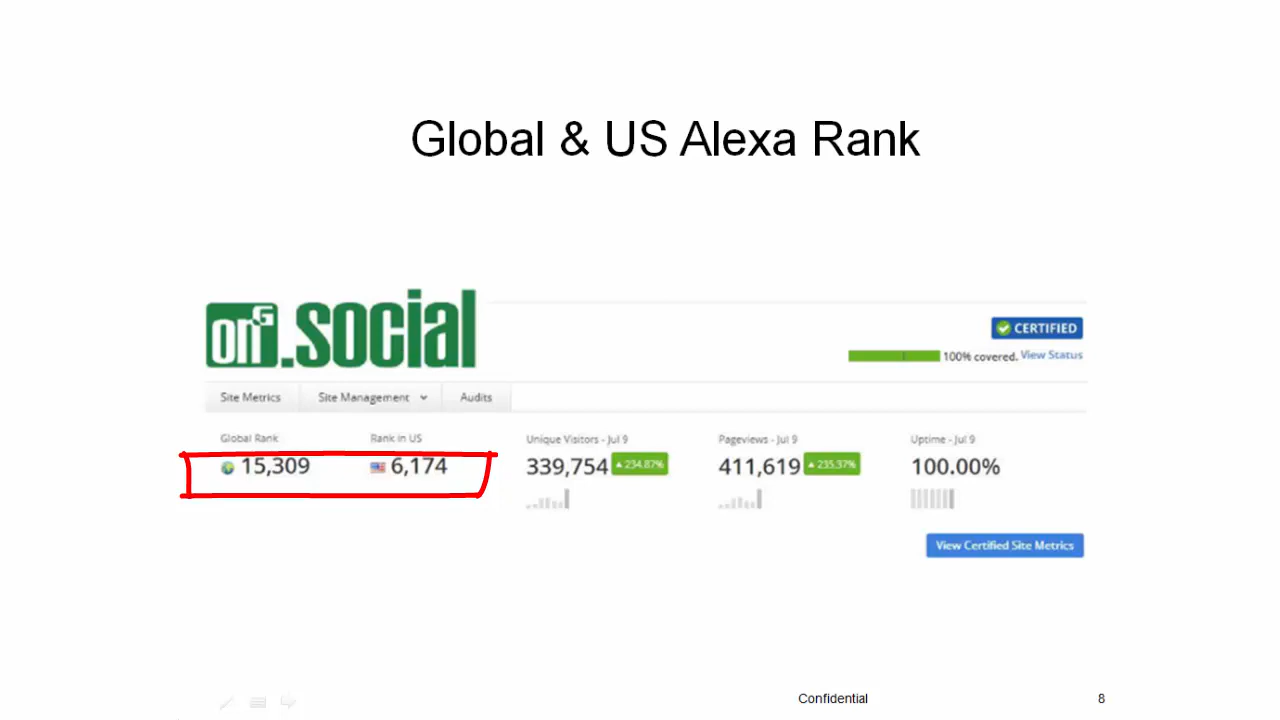 Global & US Alexa Rank
onG.social
CERTIFIED
100% covered. View Status
Site Metrics Site Management Audits
Global Rank Rank in US Unique Visitors - Jul 9 Pageviews - Jul 9 Uptime - Jul 9
15,309 6,174 339,754 ▲234.87% 411,619 ▲235.37% 100.00%
View Certified Site Metrics
Confidential 8